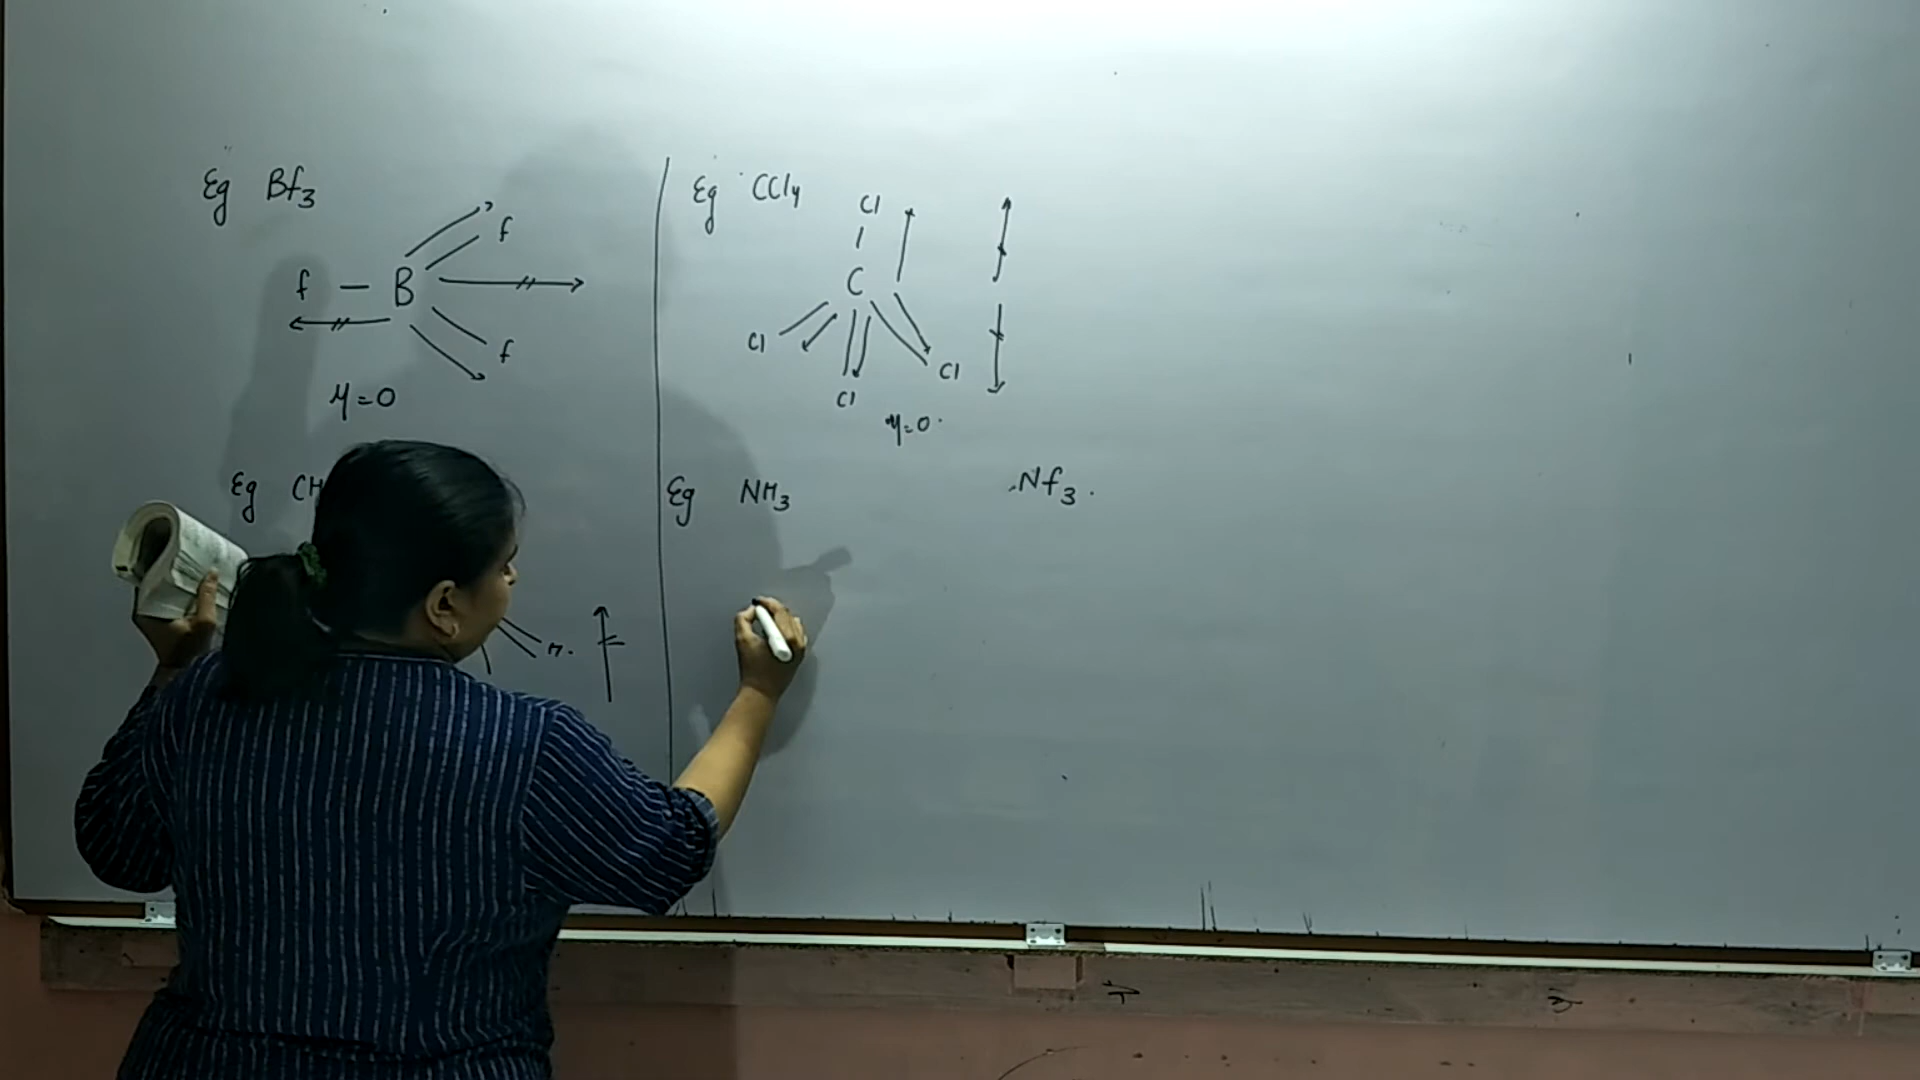 Eg Bf3
f
f — B
f
μ=0
Eg CCl4
Cl
C
Cl
Cl
Cl
μ=0.
Eg CH
H.
Eg NH3
Nf3.